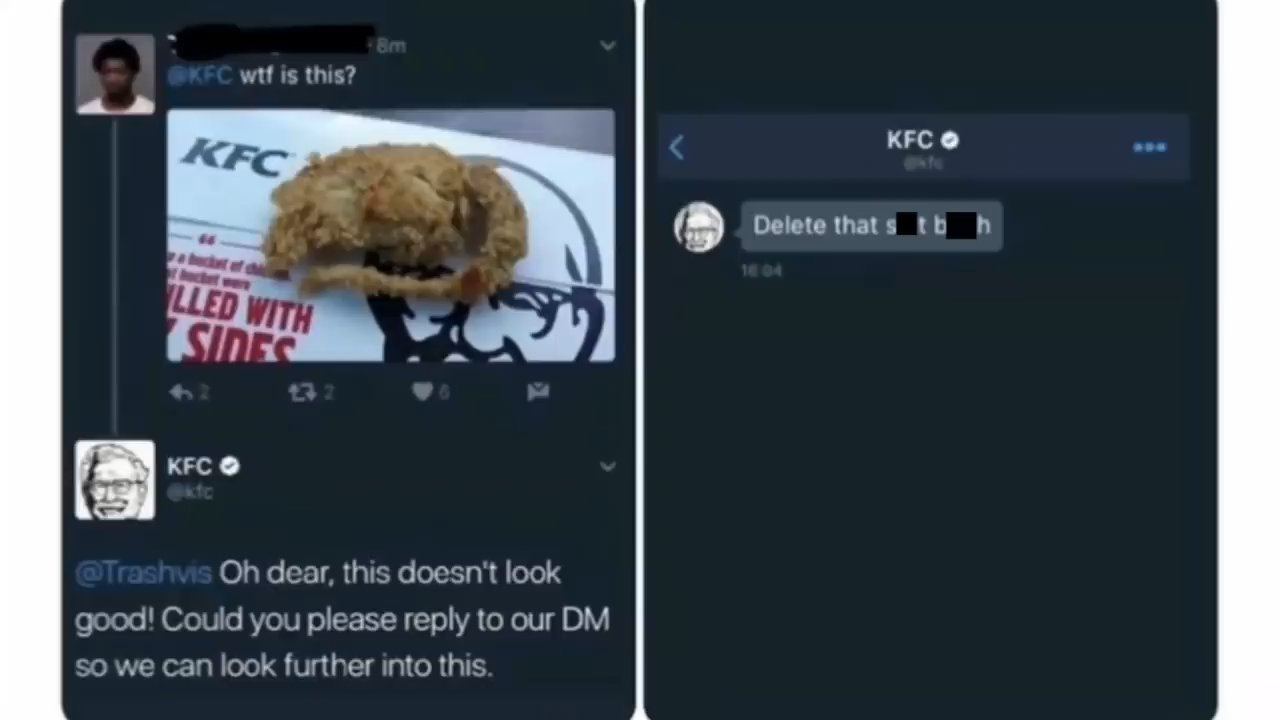 8m
@KFC wtf is this?
KFC
“
r a bucket of
f bucket were
ILLED WITH
SIDES
2
2
6
KFC
@kfc
@Trashvis Oh dear, this doesn't look
good! Could you please reply to our DM
so we can look further into this.
KFC
@kfc
Delete that s t b h
16:04